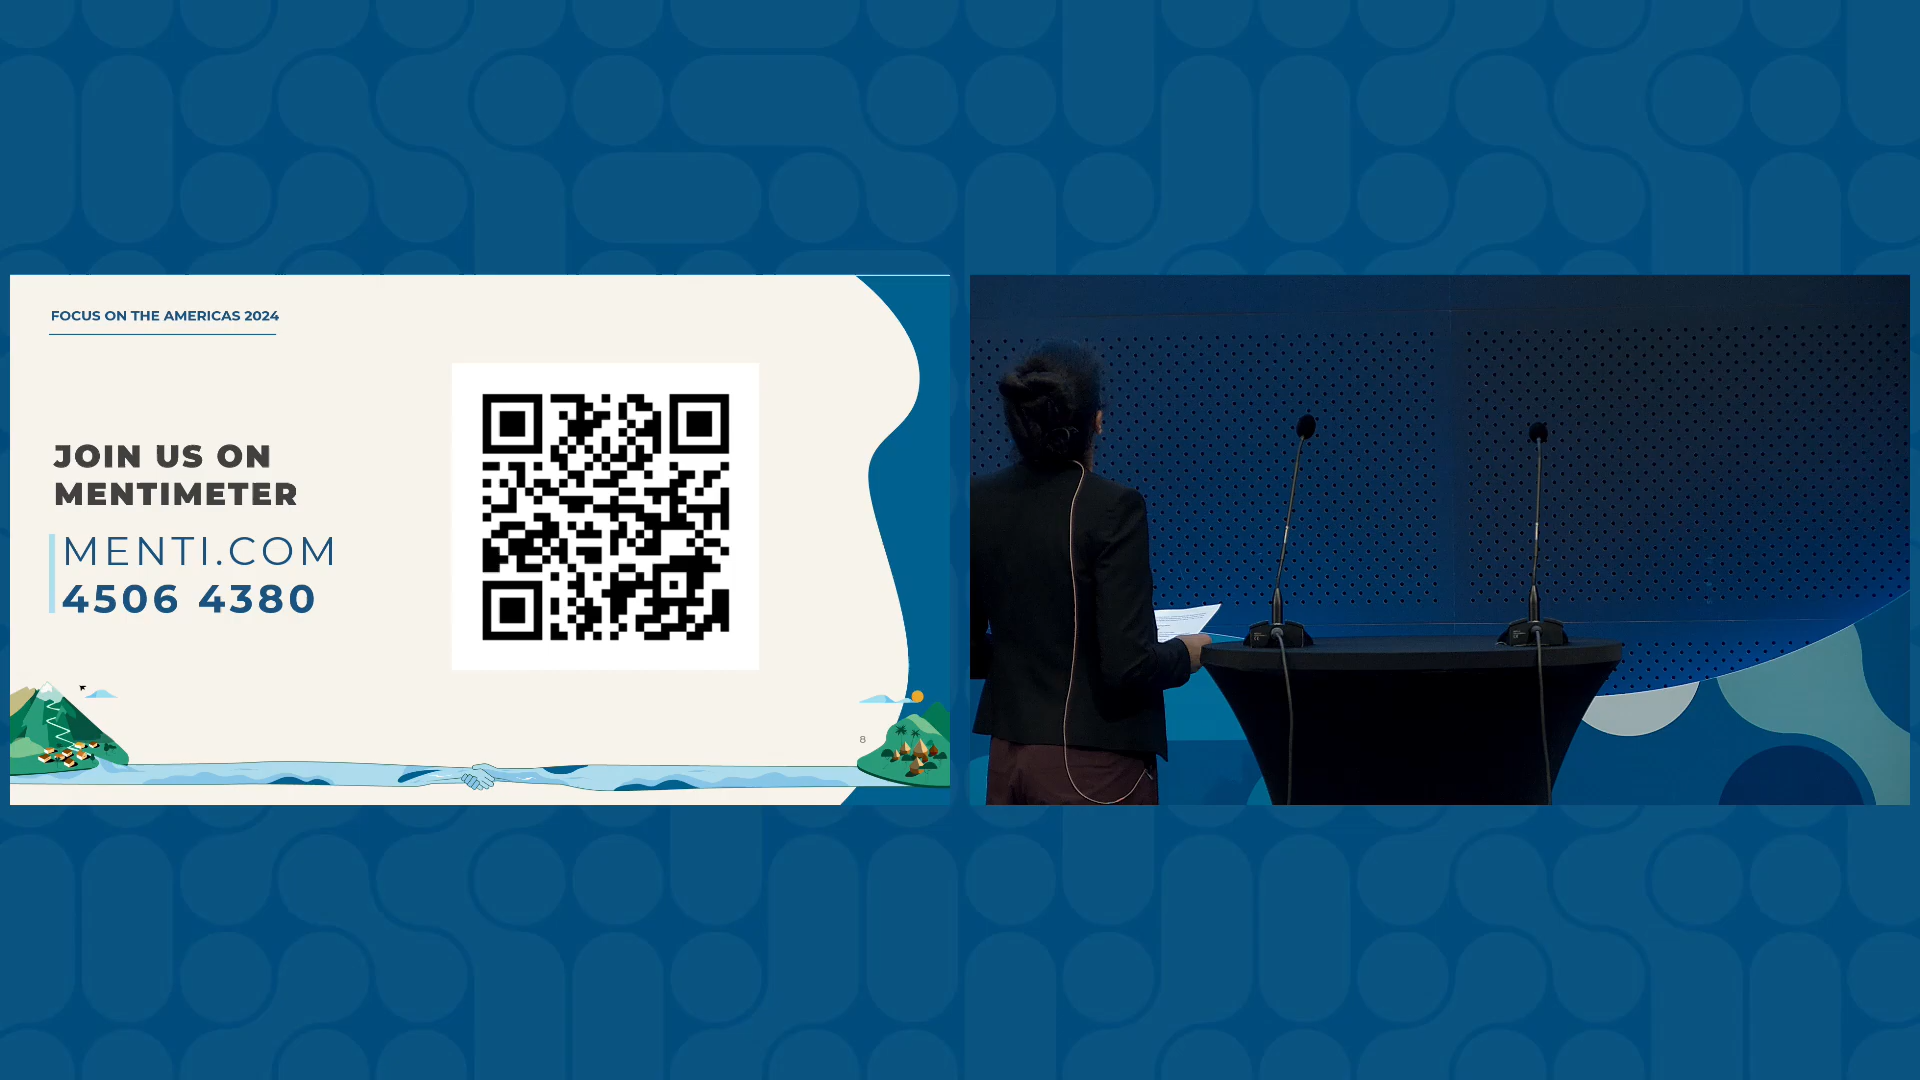 FOCUS ON THE AMERICAS 2024
JOIN US ON
MENTIMETER
MENTI.COM
4506 4380
8